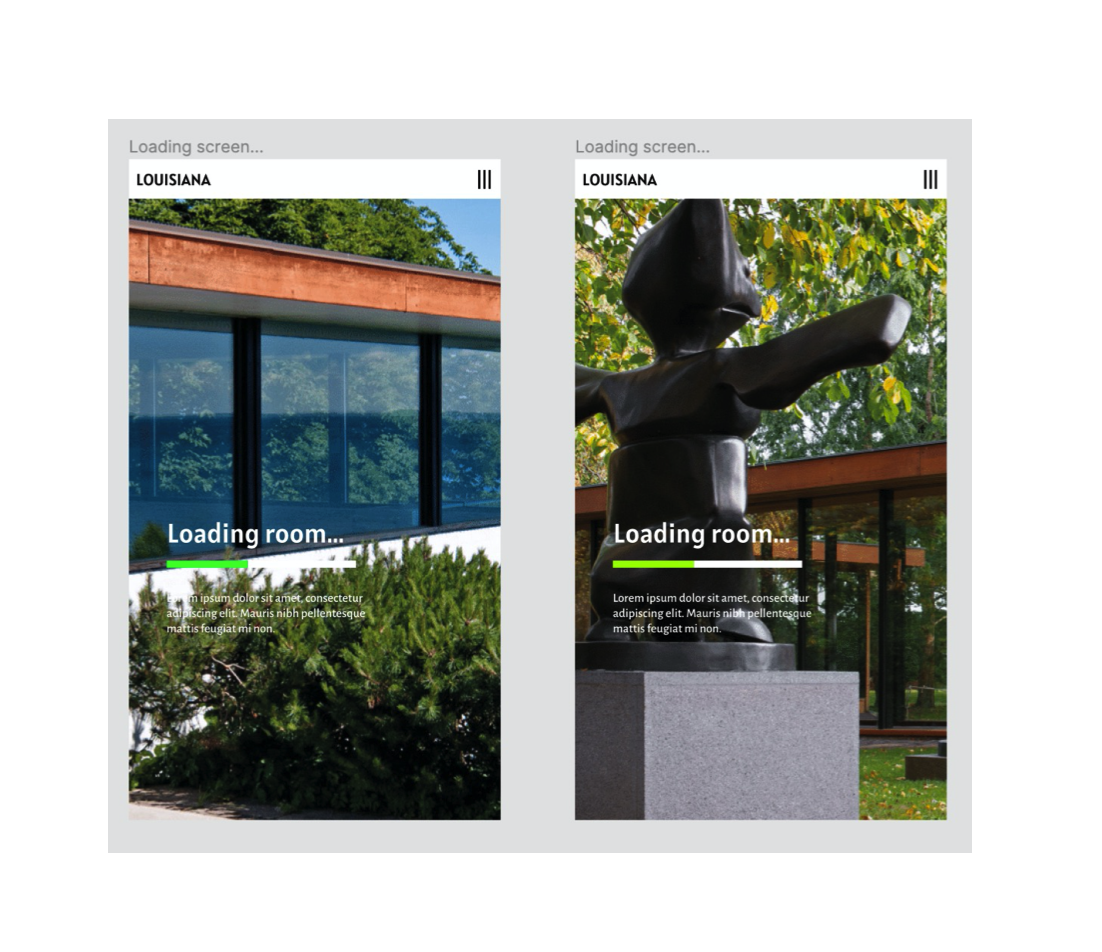 Loading screen...
LOUISIANA
Loading room...
Lorem ipsum dolor sit amet, consectetur
adipiscing elit. Mauris nibh pellentesque
mattis feugiat mi non.
Loading screen...
LOUISIANA
Loading room...
Lorem ipsum dolor sit amet, consectetur
adipiscing elit. Mauris nibh pellentesque
mattis feugiat mi non.